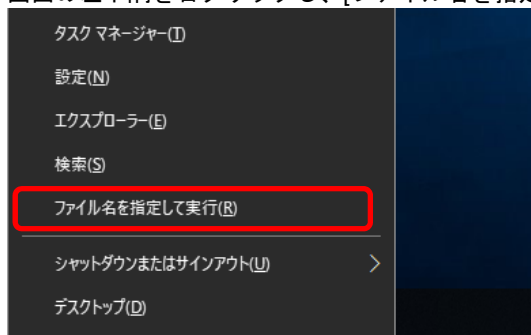 タスク マネージャー(T)
設定(N)
エクスプローラー(E)
検索(S)
ファイル名を指定して実行(R)
シャットダウンまたはサインアウト(U)
デスクトップ(D)